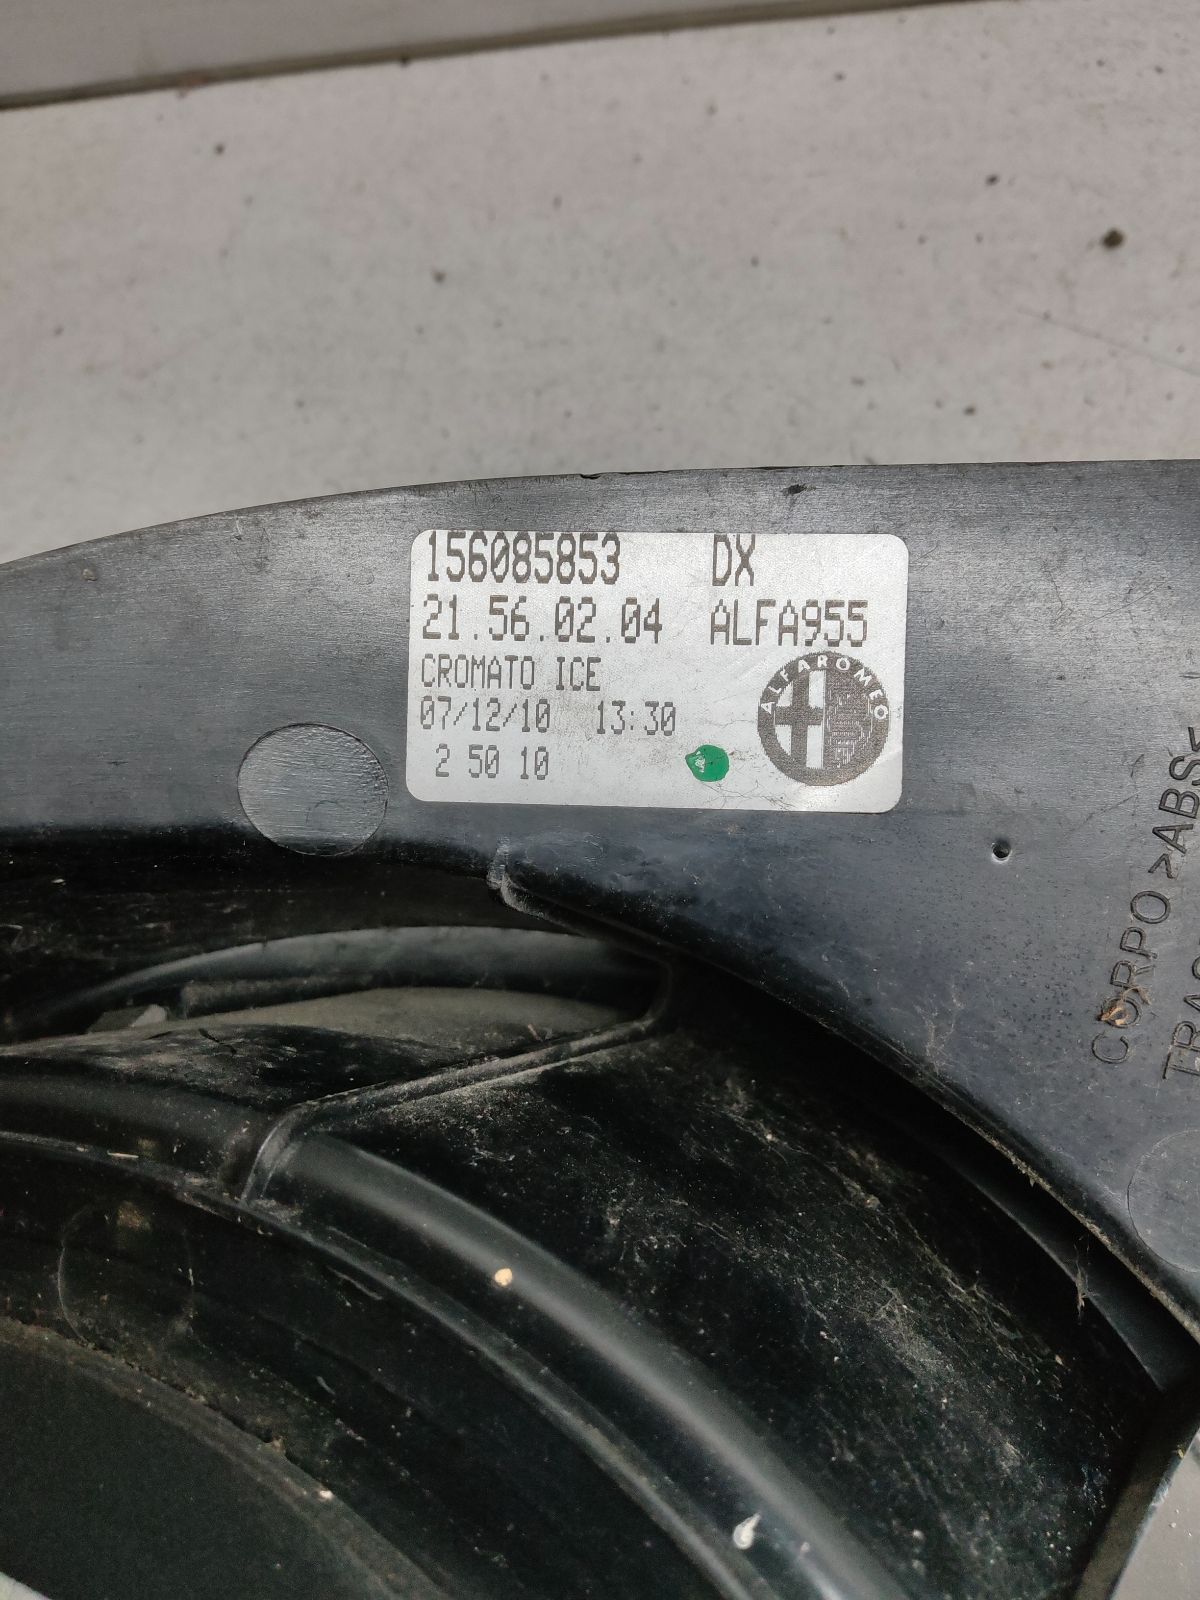 156085853 DX
21.56.02.04 ALFA955
CROMATO ICE
07/12/10 13:30
2 50 10
ALFA ROMEO
CORPO >ABS<